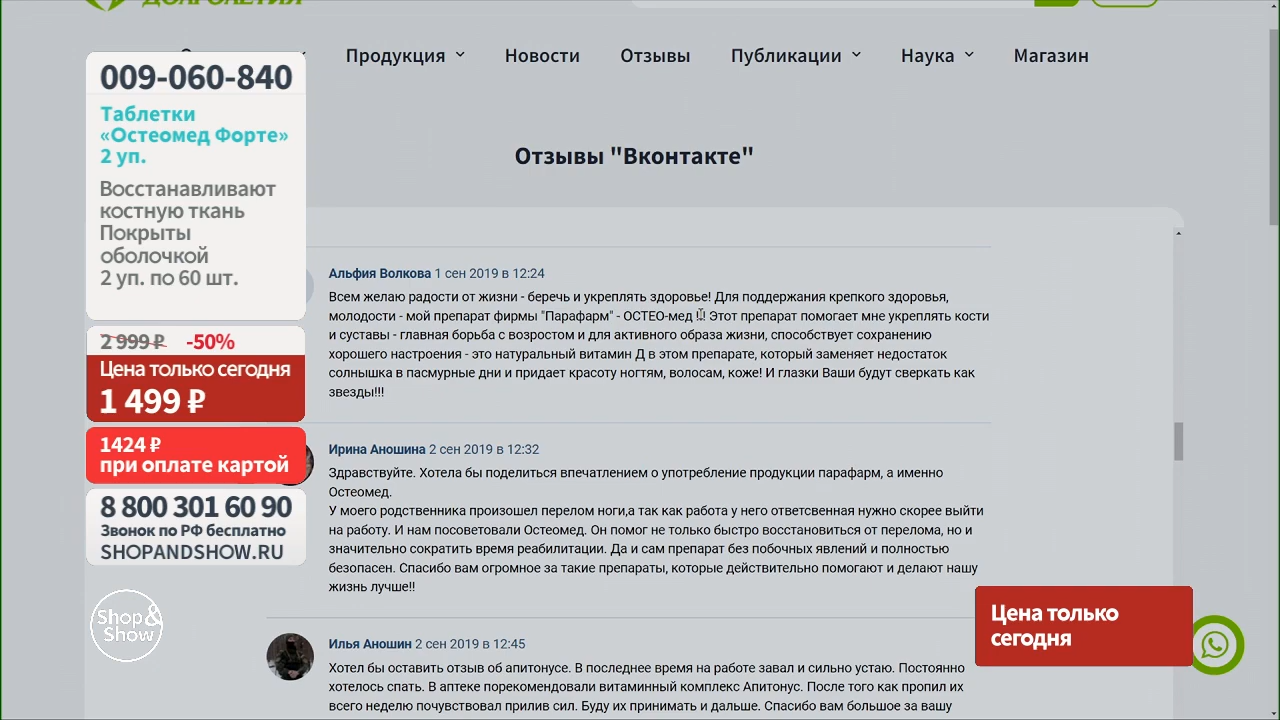 ДОЛГОЛЕТИЯ
Продукция
Новости
Отзывы
Публикации
Наука
Магазин
009-060-840
Таблетки
«Остеомед Форте»
2 уп.
Восстанавливают
костную ткань
Покрыты
оболочкой
2 уп. по 60 шт.
2 999 ₽ -50%
Цена только сегодня
1 499 ₽
1424 ₽
при оплате картой
8 800 301 60 90
Звонок по РФ бесплатно
SHOPANDSHOW.RU
Shop&
Show
Отзывы "Вконтакте"
Альфия Волкова 1 сен 2019 в 12:24
Всем желаю радости от жизни - беречь и укреплять здоровье! Для поддержания крепкого здоровья,
молодости - мой препарат фирмы "Парафарм" - ОСТЕО-мед !!! Этот препарат помогает мне укреплять кости
и суставы - главная борьба с возростом и для активного образа жизни, способствует сохранению
хорошего настроения - это натуральный витамин Д в этом препарате, который заменяет недостаток
солнышка в пасмурные дни и придает красоту ногтям, волосам, коже! И глазки Ваши будут сверкать как
звезды!!!
Ирина Аношина 2 сен 2019 в 12:32
Здравствуйте. Хотела бы поделиться впечатлением о употребление продукции парафарм, а именно
Остеомед.
У моего родственника произошел перелом ноги,а так как работа у него ответсвенная нужно скорее выйти
на работу. И нам посоветовали Остеомед. Он помог не только быстро восстановиться от перелома, но и
значительно сократить время реабилитации. Да и сам препарат без побочных явлений и полностью
безопасен. Спасибо вам огромное за такие препараты, которые действительно помогают и делают нашу
жизнь лучше!!
Илья Аношин 2 сен 2019 в 12:45
Хотел бы оставить отзыв об апитонусе. В последнее время на работе завал и сильно устаю. Постоянно
хотелось спать. В аптеке порекомендовали витаминный комплекс Апитонус. После того как пропил их
всего неделю почувствовал прилив сил. Буду их принимать и дальше. Спасибо вам большое за вашу
Цена только
сегодня